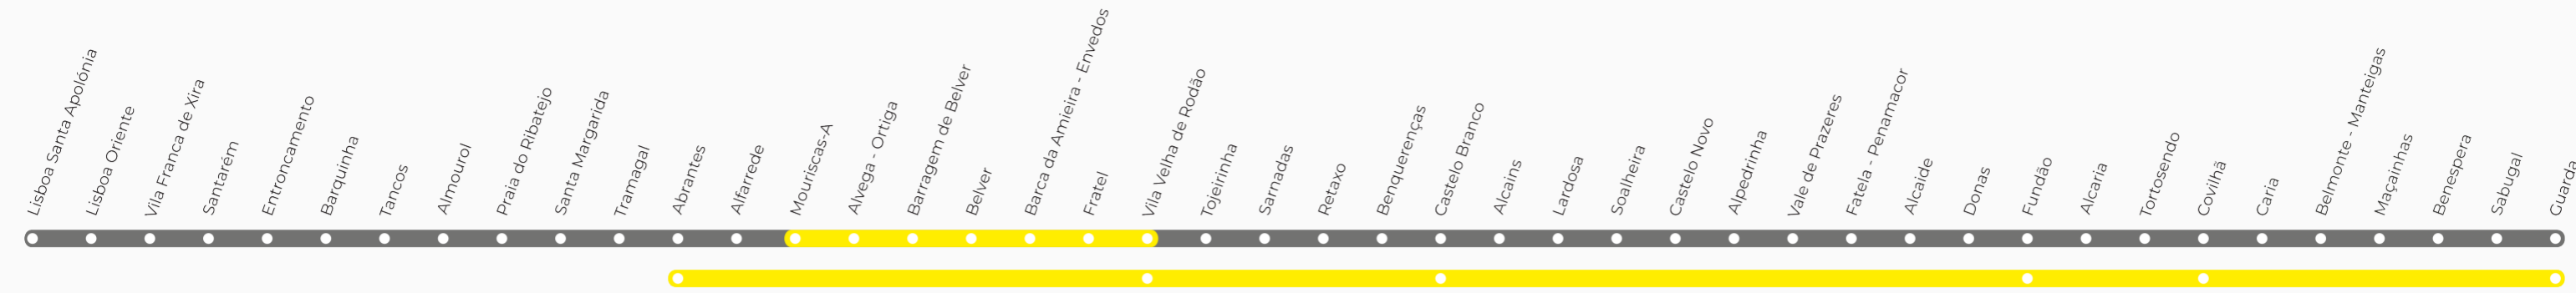 Lisboa Santa Apolónia
Lisboa Oriente
Vila Franca de Xira
Santarém
Entroncamento
Barquinha
Tancos
Almourol
Praia do Ribatejo
Santa Margarida
Tramagal
Abrantes
Alfarrede
Mouriscas-A
Alvega - Ortiga
Barragem de Belver
Belver
Barca da Amieira - Envedos
Fratel
Vila Velha de Rodão
Tojeirinha
Sarnadas
Retaxo
Benquerenças
Castelo Branco
Alcains
Lardosa
Soalheira
Castelo Novo
Alpedrinha
Vale de Prazeres
Fatela - Penamacor
Alcaide
Donas
Fundão
Alcaria
Tortosendo
Covilhã
Caria
Belmonte - Manteigas
Maçainhas
Benespera
Sabugal
Guarda